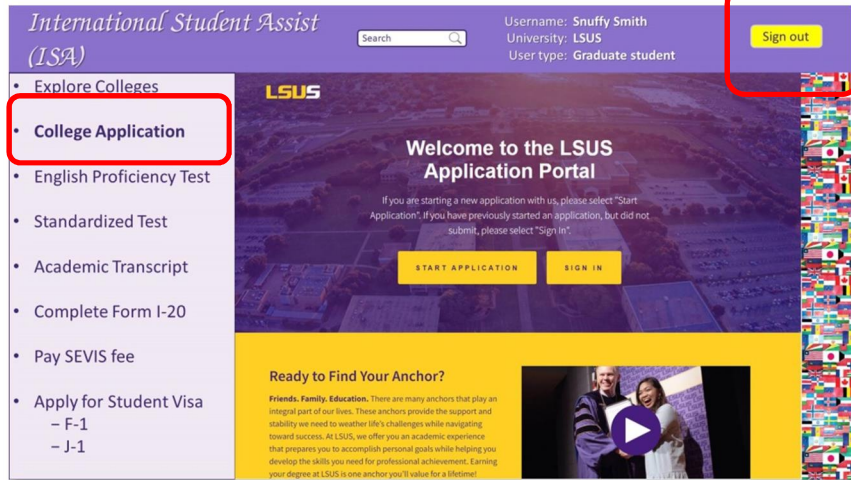 International Student Assist
(ISA)
Search
Username: Snuffy Smith
University: LSUS
User type: Graduate student
Sign out
• Explore Colleges
• College Application
• English Proficiency Test
• Standardized Test
• Academic Transcript
• Complete Form I-20
• Pay SEVIS fee
• Apply for Student Visa
– F-1
– J-1
LSUS
Welcome to the LSUS
Application Portal
If you are starting a new application with us, please select "Start
Application". If you have previously started an application, but did not
submit, please select "Sign In".
START APPLICATION
SIGN IN
Ready to Find Your Anchor?
Friends. Family. Education. There are many anchors that play an
integral part of our lives. These anchors provide the support and
stability we need to weather life's challenges while navigating
toward success. At LSUS, we offer you an academic experience
that prepares you to accomplish personal goals while helping you
develop the skills you need for professional achievement. Earning
your degree at LSUS is one anchor you'll value for a lifetime!